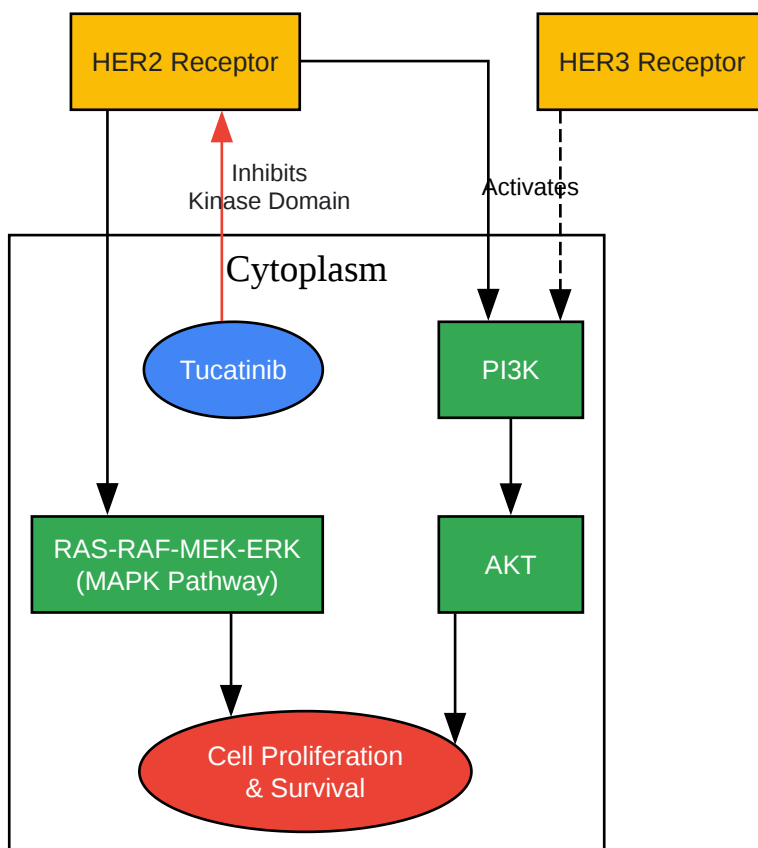 HER2 Receptor
HER3 Receptor
Inhibits
Kinase Domain
Activates
Cytoplasm
Tucatinib
PI3K
RAS-RAF-MEK-ERK
(MAPK Pathway)
AKT
Cell Proliferation
& Survival